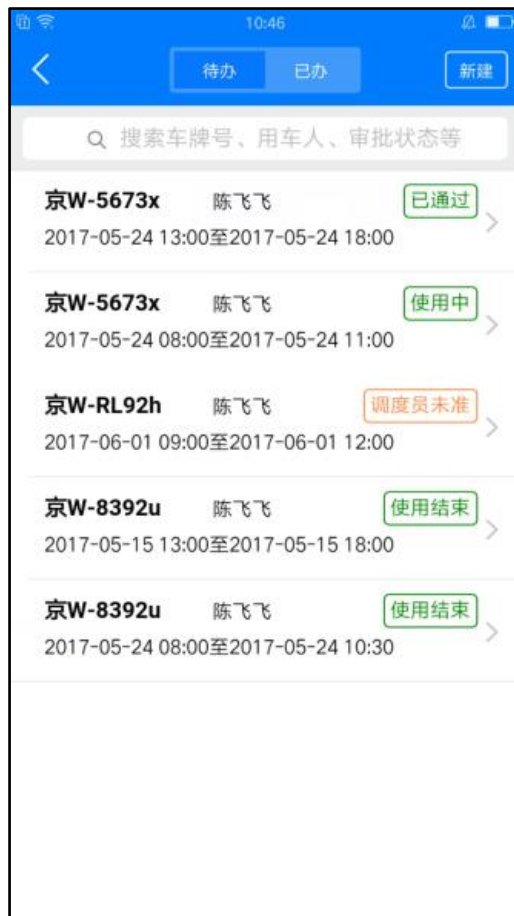 10:46
待办 已办 新建
搜索车牌号、用车人、审批状态等
京W-5673x 陈飞飞 已通过
2017-05-24 13:00至2017-05-24 18:00
京W-5673x 陈飞飞 使用中
2017-05-24 08:00至2017-05-24 11:00
京W-RL92h 陈飞飞 调度员未准
2017-06-01 09:00至2017-06-01 12:00
京W-8392u 陈飞飞 使用结束
2017-05-15 13:00至2017-05-15 18:00
京W-8392u 陈飞飞 使用结束
2017-05-24 08:00至2017-05-24 10:30